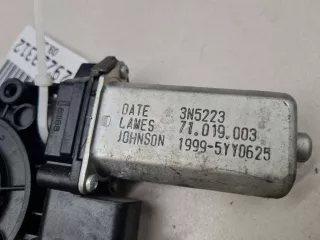 DATE 3N5223
LAMES 71.019.003
JOHNSON 1999-5YY0625